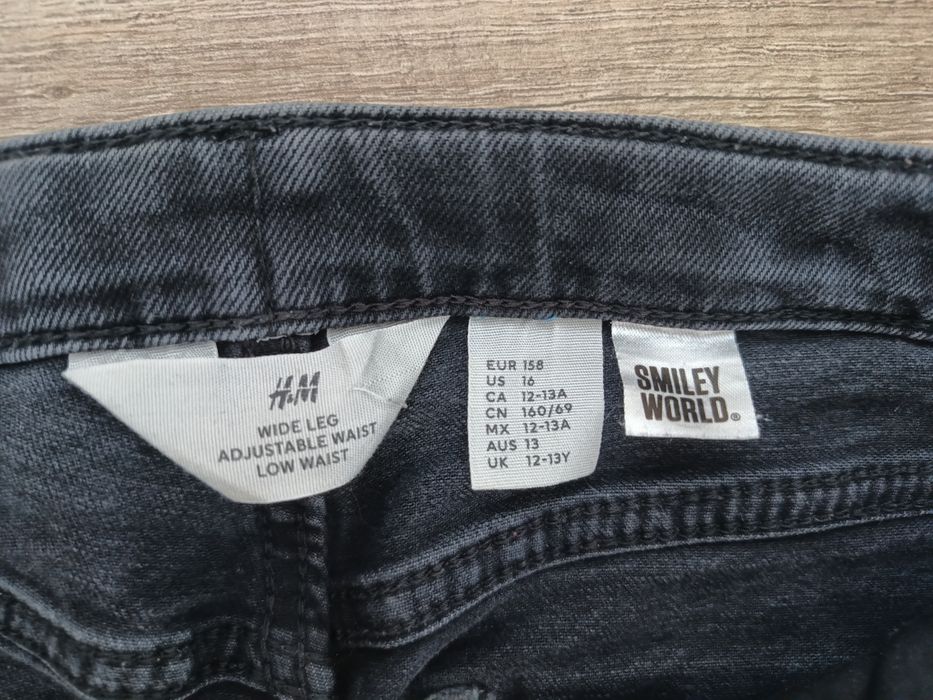 H&M
WIDE LEG
ADJUSTABLE WAIST
LOW WAIST
EUR 158
US 16
CA 12-13A
CN 160/69
MX 12-13A
AUS 13
UK 12-13Y
SMILEY
WORLD®